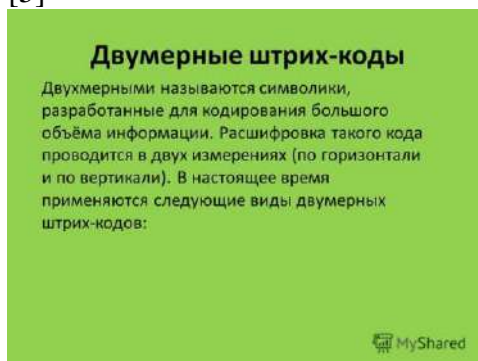 Двумерные штрих-коды
Двухмерными называются символики,
разработанные для кодирования большого
объёма информации. Расшифровка такого кода
проводится в двух измерениях (по горизонтали
и по вертикали). В настоящее время
применяются следующие виды двумерных
штрих-кодов:
MyShared